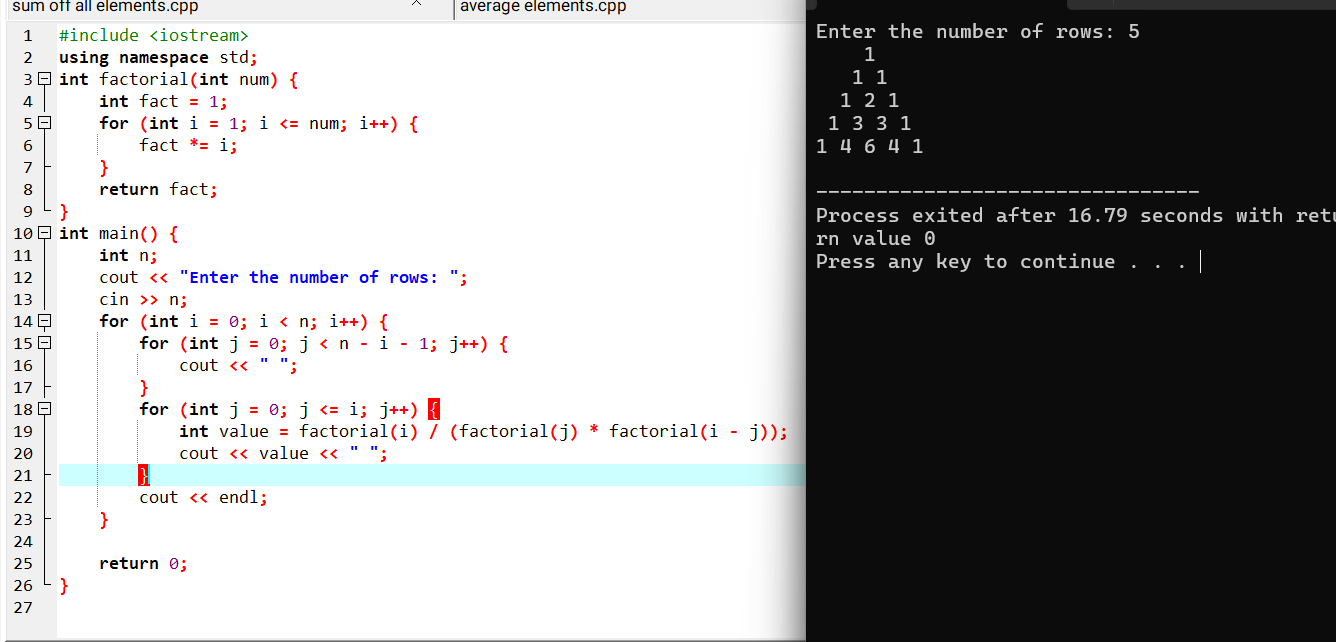 sum off all elements.cpp
average elements.cpp
1 #include <iostream>
2 using namespace std;
3 int factorial(int num) {
4     int fact = 1;
5     for (int i = 1; i <= num; i++) {
6         fact *= i;
7     }
8     return fact;
9 }
10 int main() {
11     int n;
12     cout << "Enter the number of rows: ";
13     cin >> n;
14     for (int i = 0; i < n; i++) {
15         for (int j = 0; j < n - i - 1; j++) {
16             cout << " ";
17         }
18         for (int j = 0; j <= i; j++) {
19             int value = factorial(i) / (factorial(j) * factorial(i - j));
20             cout << value << " ";
21         }
22         cout << endl;
23     }
24
25     return 0;
26 }
27
Enter the number of rows: 5
    1
   1 1
  1 2 1
 1 3 3 1
1 4 6 4 1
--------------------------------
Process exited after 16.79 seconds with retu
rn value 0
Press any key to continue . . .